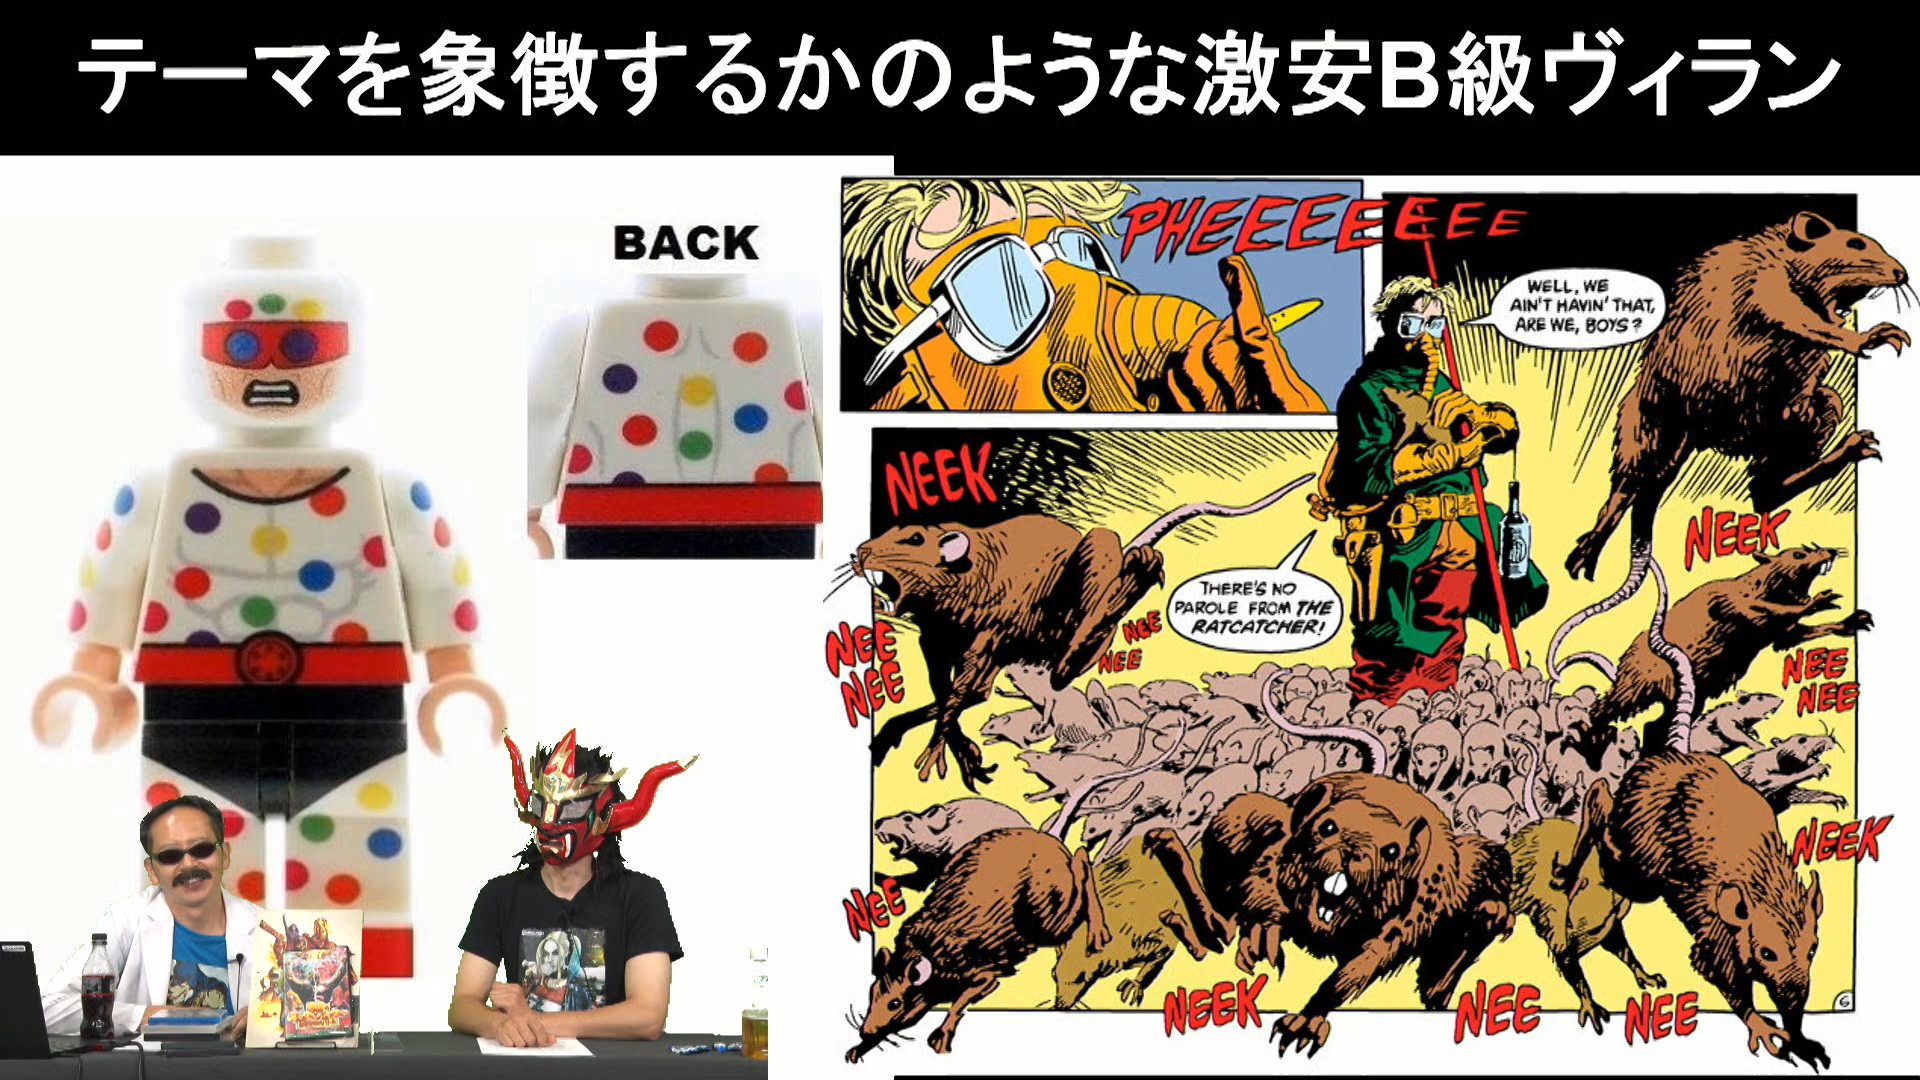 テーマを象徴するかのような激安B級ヴィラン
BACK
PHEEEEEEE
WELL, WE
AIN'T HAVIN' THAT,
ARE WE, BOYS?
NEEK
THERE'S NO
PAROLE FROM THE
RATCATCHER!
NEE
NEE
NEE
NEE
NEEK
NEE
NEE
NEEK
NEE
NEEK
NEE
NEE
6